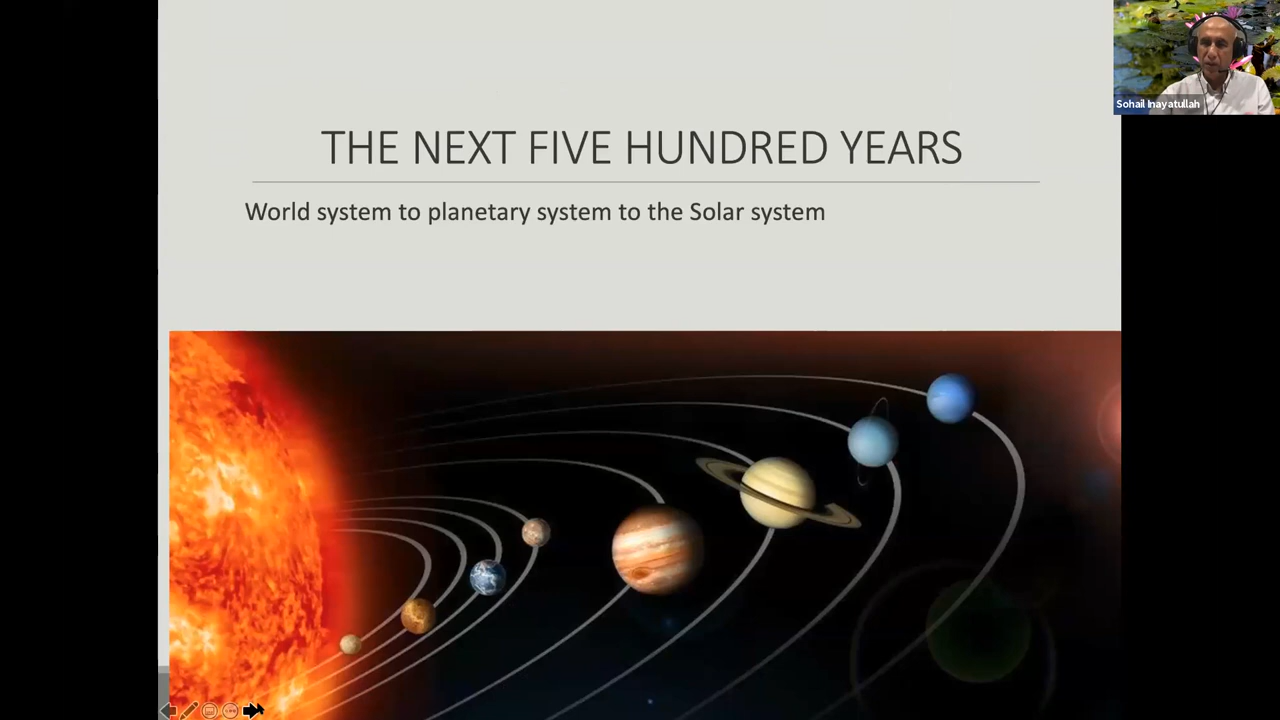 THE NEXT FIVE HUNDRED YEARS
World system to planetary system to the Solar system
Sohail Inayatullah